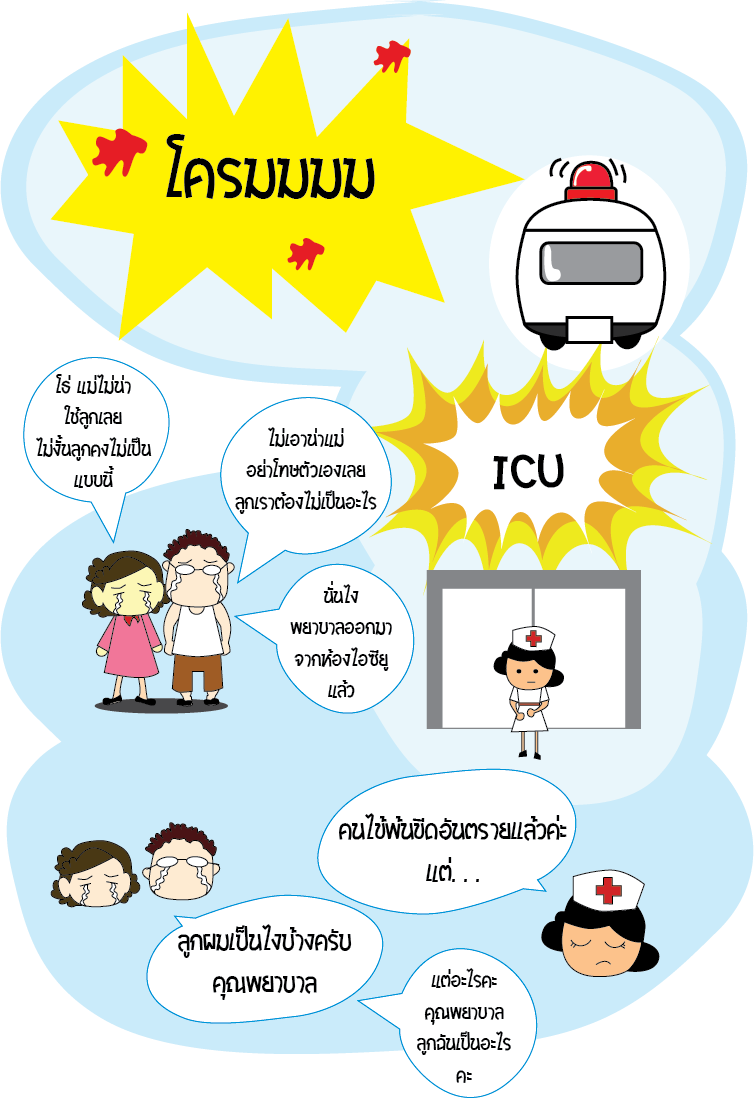 โครมมมม
โธ่ แม่ไม่น่า
ใช้ลูกเลย
ไม่งั้นลูกคงไม่เป็น
แบบนี้
ไม่เอาน่าแม่
อย่าโทษตัวเองเลย
ลูกเราต้องไม่เป็นอะไร
ICU
นั่นไง
พยาบาลออกมา
จากห้องไอซียู
แล้ว
คนไข้พ้นขีดอันตรายแล้วค่ะ
แต่...
ลูกผมเป็นไงบ้างครับ
คุณพยาบาล
แต่อะไรคะ
คุณพยาบาล
ลูกฉันเป็นอะไร
คะ